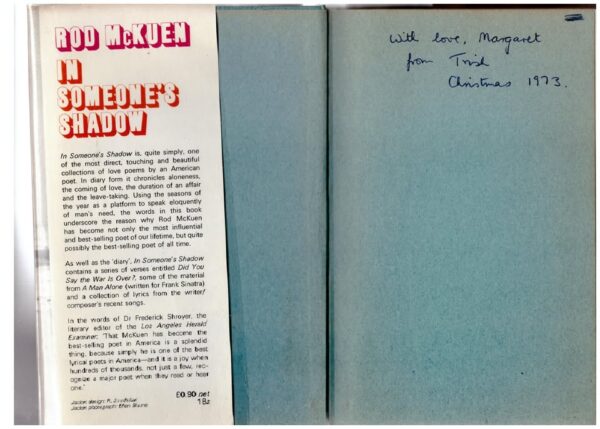 ROD McKUEN
IN
SOMEONE'S
SHADOW
In Someone's Shadow is, quite simply, one
of the most direct, touching and beautiful
collections of love poems by an American
poet. In diary form it chronicles aloneness,
the coming of love, the duration of an affair
and the leave-taking. Using the seasons of
the year as a platform to speak eloquently
of man's need, the words in this book
underscore the reason why Rod McKuen
has become not only the most influential
and best-selling poet of our lifetime, but quite
possibly the best-selling poet of all time.
As well as the 'diary', In Someone's Shadow
contains a series of verses entitled Did You
Say the War Is Over?, some of the material
from A Man Alone (written for Frank Sinatra)
and a collection of lyrics from the writer/
composer's recent songs.
In the words of Dr Frederick Shroyer, the
literary editor of the Los Angeles Herald
Examiner: 'That McKuen has become the
best-selling poet in America is a splendid
thing, because simply he is one of the best
lyrical poets in America—and it is a joy when
hundreds of thousands, not just a few, rec-
ognize a major poet when they read or hear
one.'
£0.90 net
18s
Jacket design: R.
Jacket photograph:
With love, Margaret
from Trish
Christmas 1973.